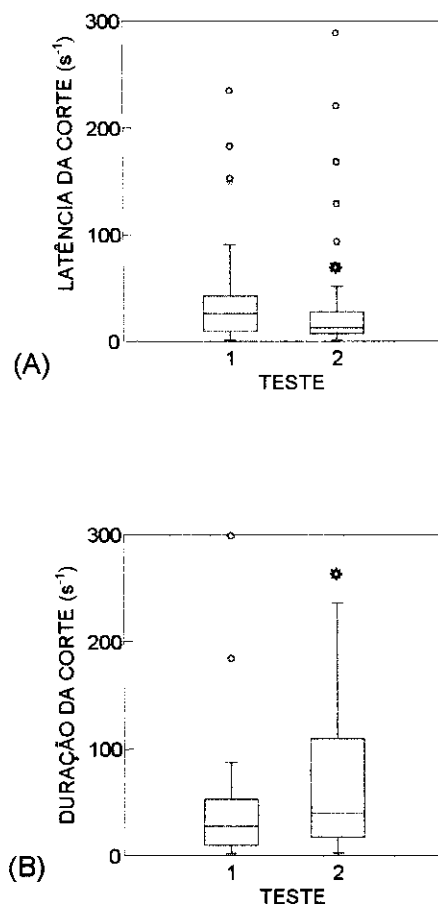 300
200
100
0
LATÊNCIA DA CORTE (s⁻¹)
1 2
TESTE
(A)
300
200
100
0
DURAÇÃO DA CORTE (s⁻¹)
1 2
TESTE
(B)